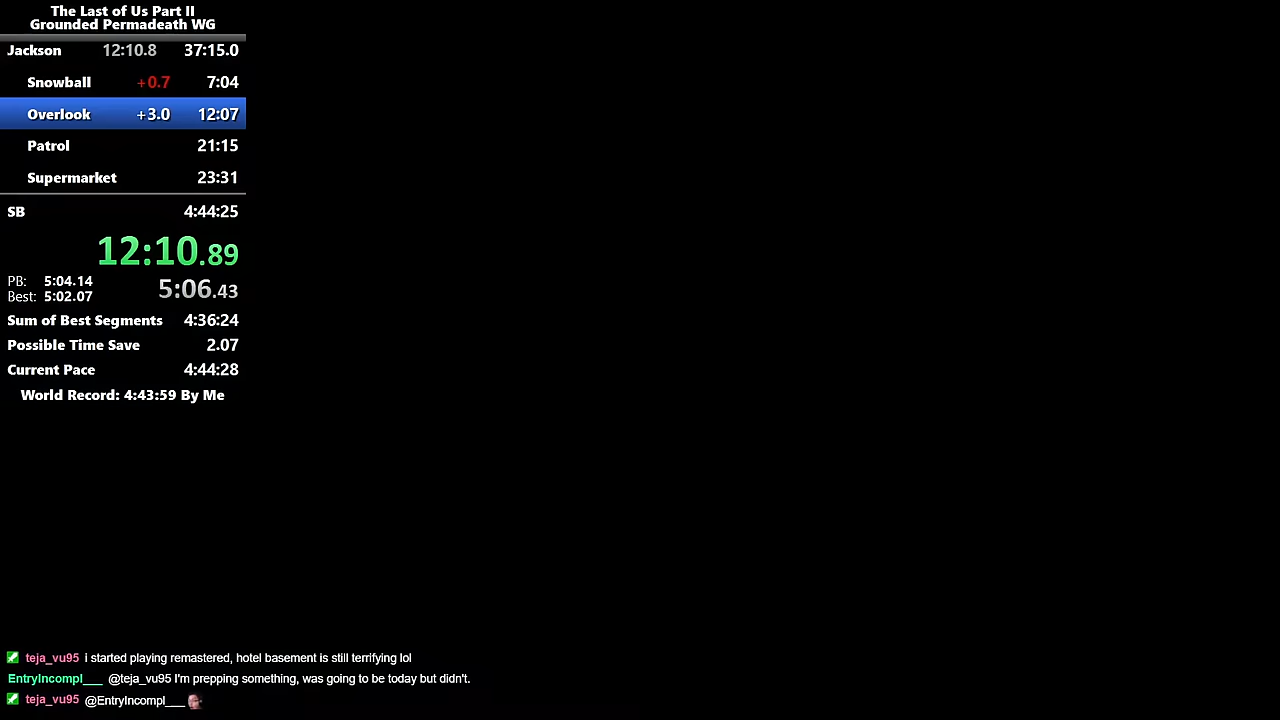 The Last of Us Part II
Grounded Permadeath WG
Jackson 12:10.8 37:15.0
Snowball +0.7 7:04
Overlook +3.0 12:07
Patrol 21:15
Supermarket 23:31
SB 4:44:25
12:10.89
PB: 5:04.14
Best: 5:02.07
5:06.43
Sum of Best Segments 4:36:24
Possible Time Save 2.07
Current Pace 4:44:28
World Record: 4:43:59 By Me
teja_vu95 i started playing remastered, hotel basement is still terrifying lol
EntryIncompl___ @teja_vu95 I'm prepping something, was going to be today but didn't.
teja_vu95 @EntryIncompl___